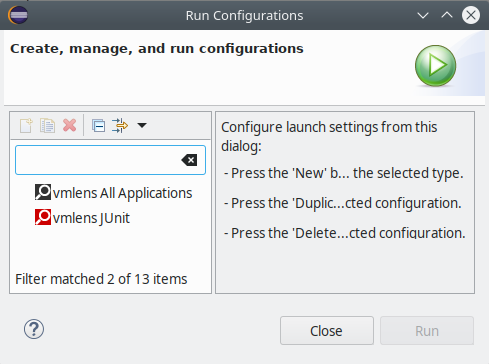 Run Configurations
Create, manage, and run configurations
Configure launch settings from this
dialog:
- Press the 'New' b... the selected type.
- Press the 'Duplic...cted configuration.
- Press the 'Delete...cted configuration.
vmlens All Applications
vmlens JUnit
Filter matched 2 of 13 items
?
Close
Run